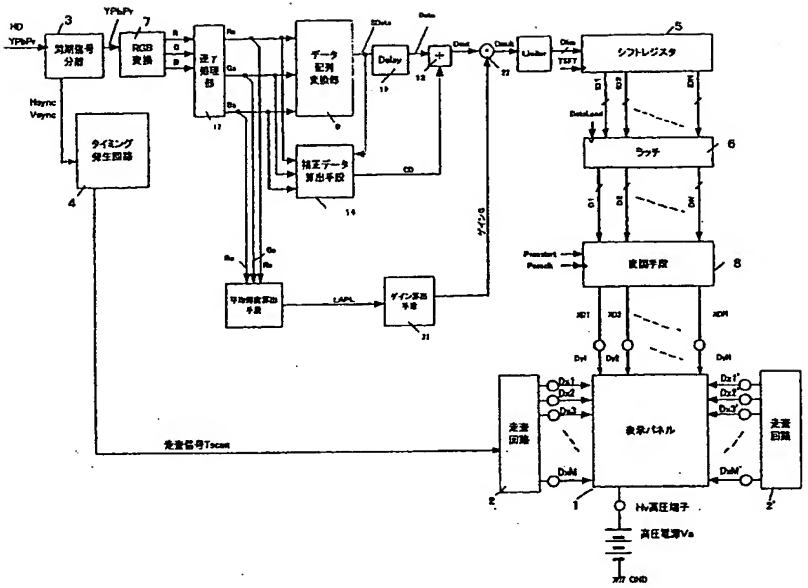 HD
YPbPr
3
同期信号
分離
YPbPr
7
RGB
変換
R
G
B
逆γ
処理
部
17
Ra
Ga
Ba
データ
配列
変換部
9
SData
Delay
19
Data
12
Dout
22
Dmult
Limiter
Dlim
TSFT
5
シフトレジスタ
ID1
ID2
IDN
DataLoad
6
ラッチ
D1
D2
DN
Pwmstart
Pwmclk
変調手段
8
XD1
XD2
XDN
Dy1
Dy2
DyN
Hsync
Vsync
タイミング
発生回路
4
補正データ
算出手段
14
CD
Ra
Ga
Ba
平均輝度算出
手段
LAPL
ゲイン算出
手段
21
ゲインG
走査信号Tscan
走査
回路
2
Dx1
Dx2
Dx3
DxM
表示パネル
1
Dx1'
Dx2'
Dx3'
DxM'
走査
回路
2'
Hv高圧端子
高圧電源Va
GND